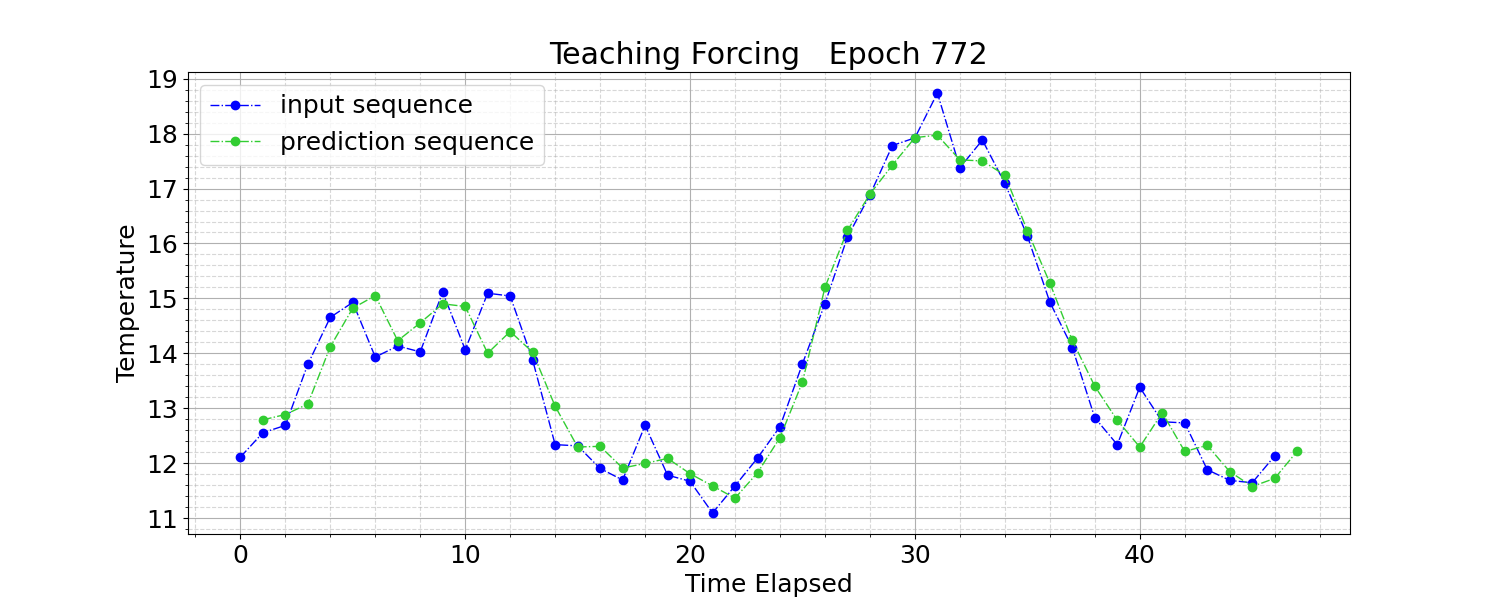 Teaching Forcing   Epoch 772
19
18
17
16
15
14
13
12
11
Temperature
input sequence
prediction sequence
0 10 20 30 40
Time Elapsed